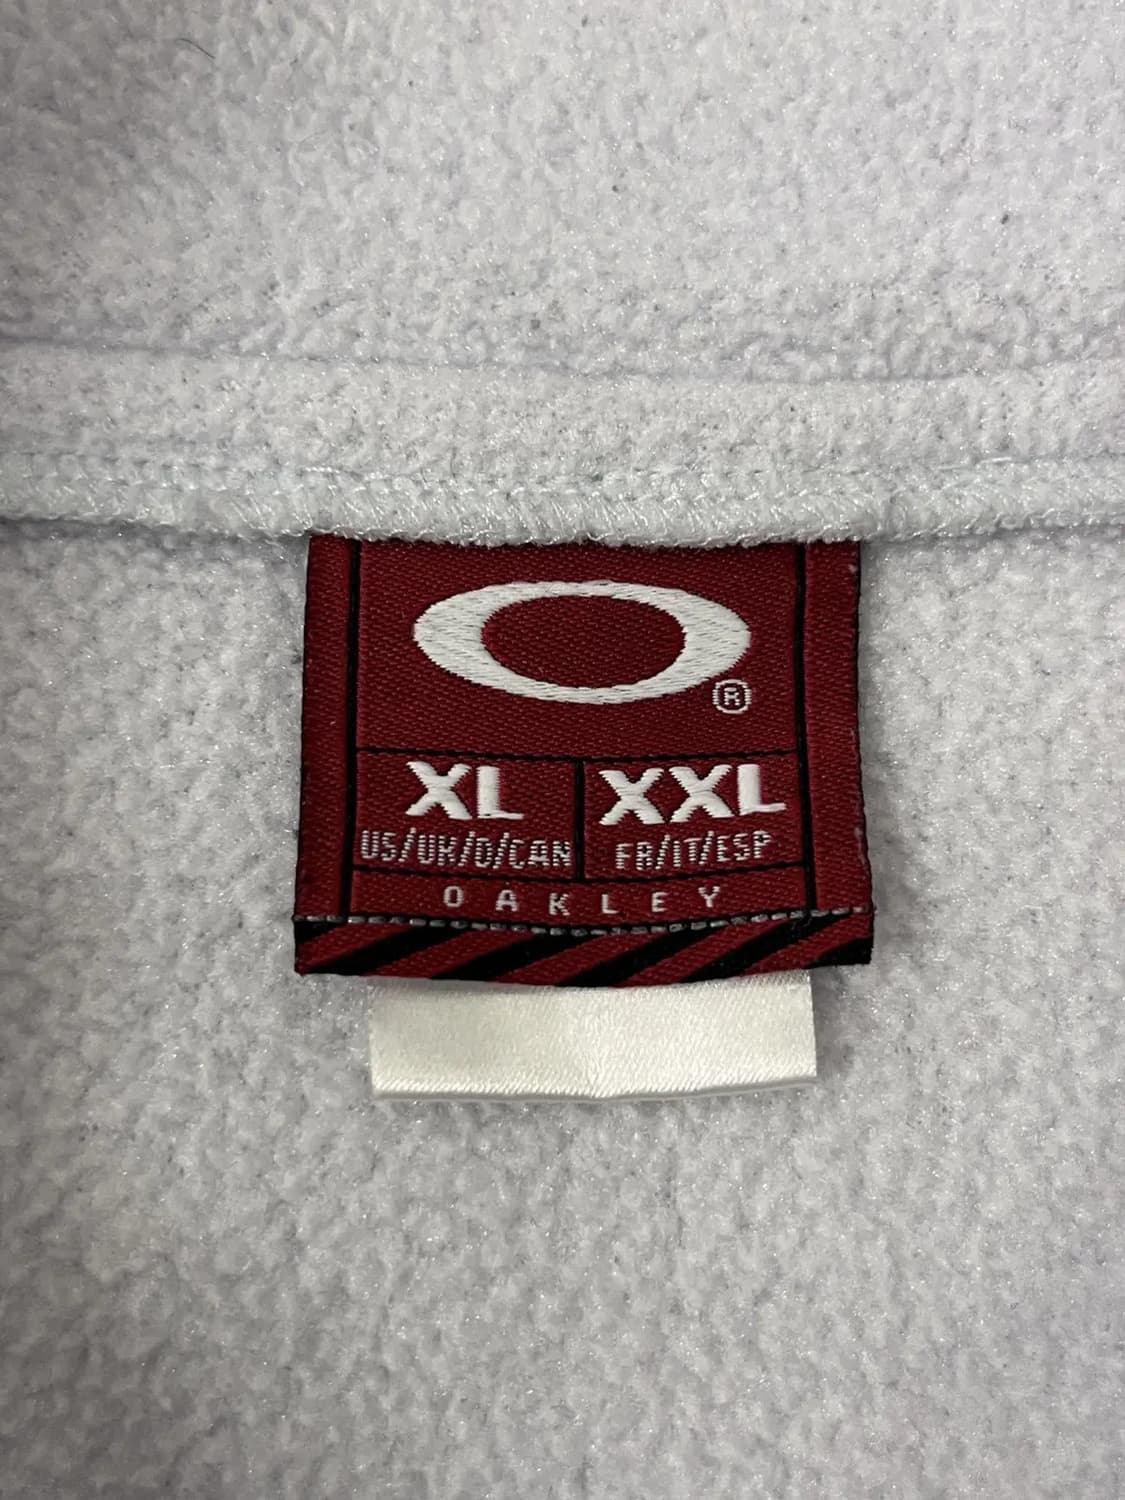 ®
XL XXL
US/UK/D/CAN FR/IT/ESP
OAKLEY